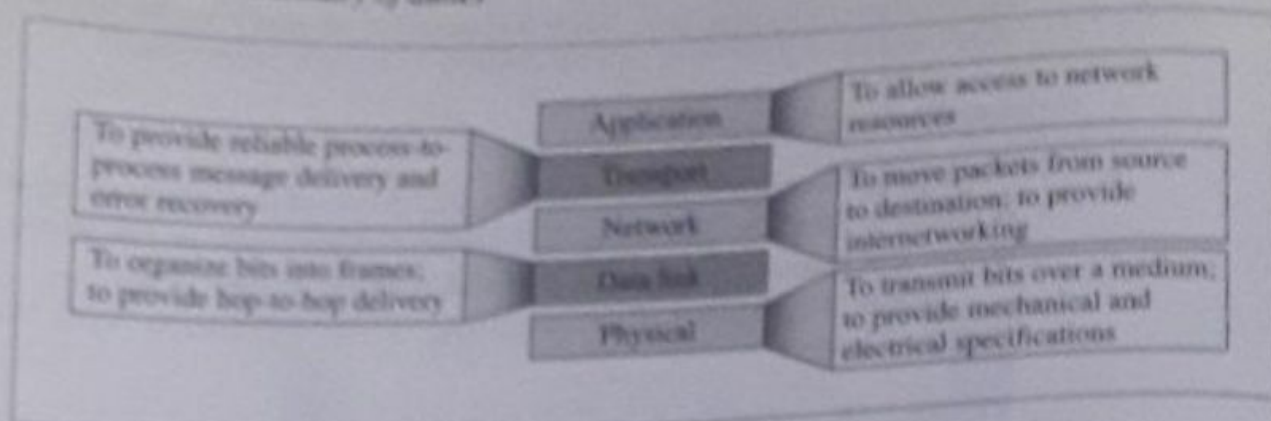 of duties
Application
To allow access to network
resources
To provide reliable process-to-
process message delivery and
error recovery
Transport
Network
To move packets from source
to destination; to provide
internetworking
To organize bits into frames;
to provide hop-to-hop delivery
Data link
Physical
To transmit bits over a medium;
to provide mechanical and
electrical specifications